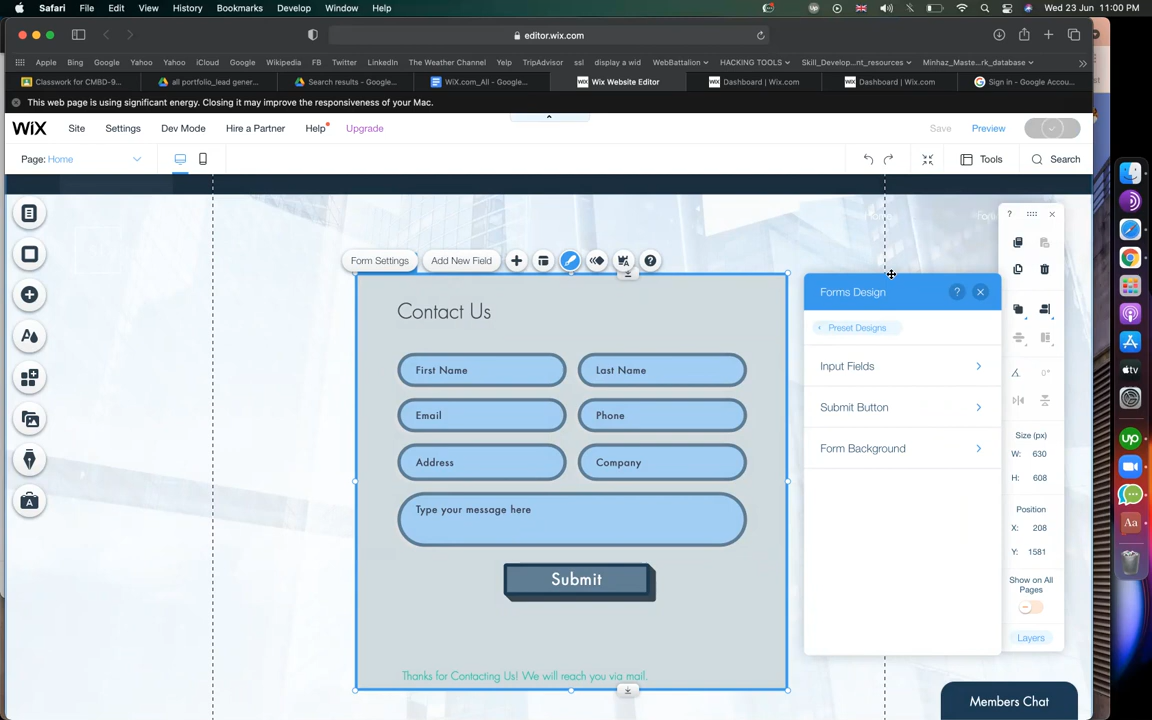 Safari File Edit View History Bookmarks Develop Window Help Wed 23 Jun 11:00 PM
editor.wix.com
Apple Bing Google Yahoo Yahoo iCloud Google Wikipedia FB Twitter LinkedIn The Weather Channel Yelp TripAdvisor ssl display a wid WebBattalion HACKING TOOLS Skill_Develop...nt_resources Minhaz_Maste...rk_database
Classwork for CMBD-9... all portfolio_lead gener... Search results - Google... WiX.com_All - Google... Wix Website Editor Dashboard | Wix.com Dashboard | Wix.com Sign in - Google Accou...
This web page is using significant energy. Closing it may improve the responsiveness of your Mac.
WiX Site Settings Dev Mode Hire a Partner Help Upgrade Save Preview
Page: Home Tools Search
Home
Form Settings Add New Field
Forms Design
Contact Us
Preset Designs
First Name Last Name
Input Fields
0°
Email Phone
Submit Button
Size (px)
Form Background
W: 630
Address Company
H: 608
Type your message here
Position
X: 208
Y: 1581
Submit
Show on All
Pages
Layers
Thanks for Contacting Us! We will reach you via mail.
Members Chat